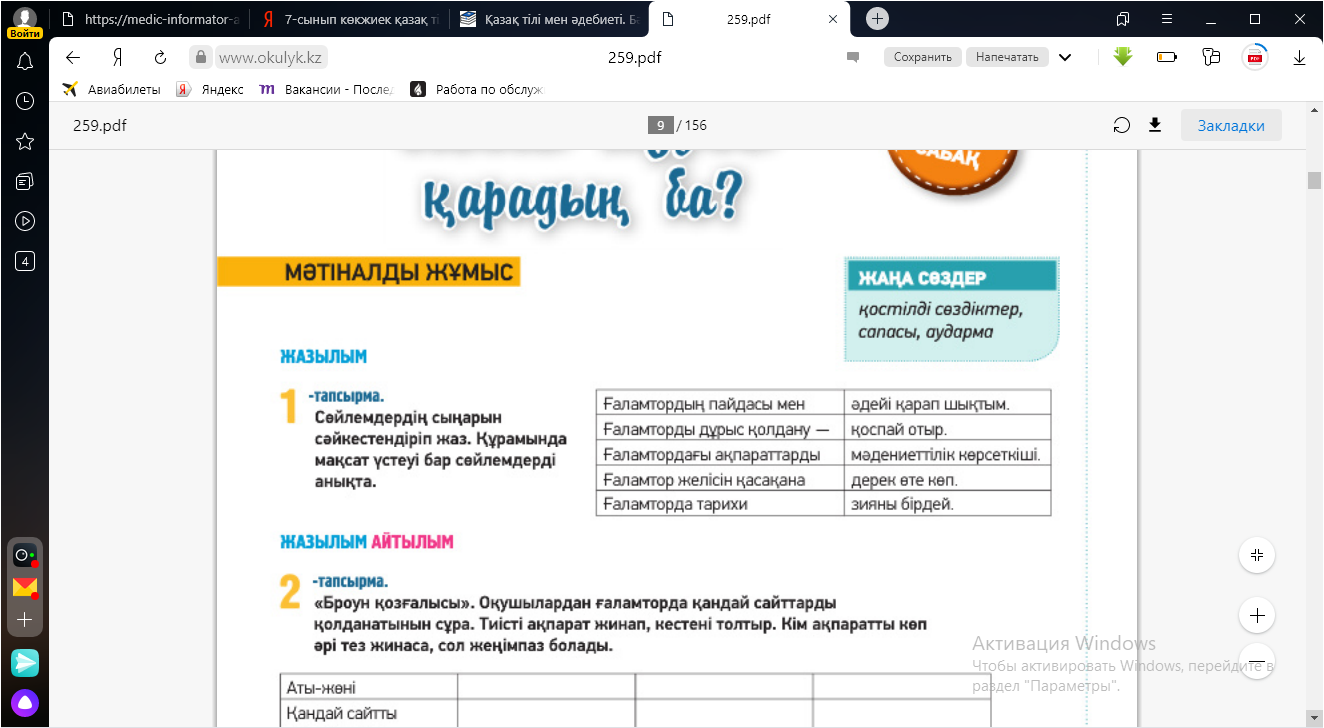 https://medic-informator-a
7-сынып көкжиек қазақ ті
Қазақ тілі мен әдебиеті. Ба
259.pdf
Войти
www.okulyk.kz
259.pdf
Сохранить
Напечатать
Авиабилеты
Яндекс
Вакансии - Послед
Работа по обслуж
259.pdf
9 / 156
Закладки
қарадың ба?
САБАҚ
МӘТІНАЛДЫ ЖҰМЫС
ЖАҢА СӨЗДЕР
қостілді сөздіктер,
сапасы, аударма
ЖАЗЫЛЫМ
1 -тапсырма.
Сөйлемдердің сыңарын
сәйкестендіріп жаз. Құрамында
мақсат үстеуі бар сөйлемдерді
анықта.
Ғаламтордың пайдасы мен әдейі қарап шықтым.
Ғаламторды дұрыс қолдану — қоспай отыр.
Ғаламтордағы ақпараттарды мәдениеттілік көрсеткіші.
Ғаламтор желісін қасақана дерек өте көп.
Ғаламторда тарихи зияны бірдей.
ЖАЗЫЛЫМ АЙТЫЛЫМ
2 -тапсырма.
«Броун қозғалысы». Оқушылардан ғаламторда қандай сайттарды
қолданатынын сұра. Тиісті ақпарат жинап, кестені толтыр. Кім ақпаратты көп
әрі тез жинаса, сол жеңімпаз болады.
Аты-жөні
Қандай сайтты
Активация Windows
Чтобы активировать Windows, перейдите в
раздел "Параметры".
4